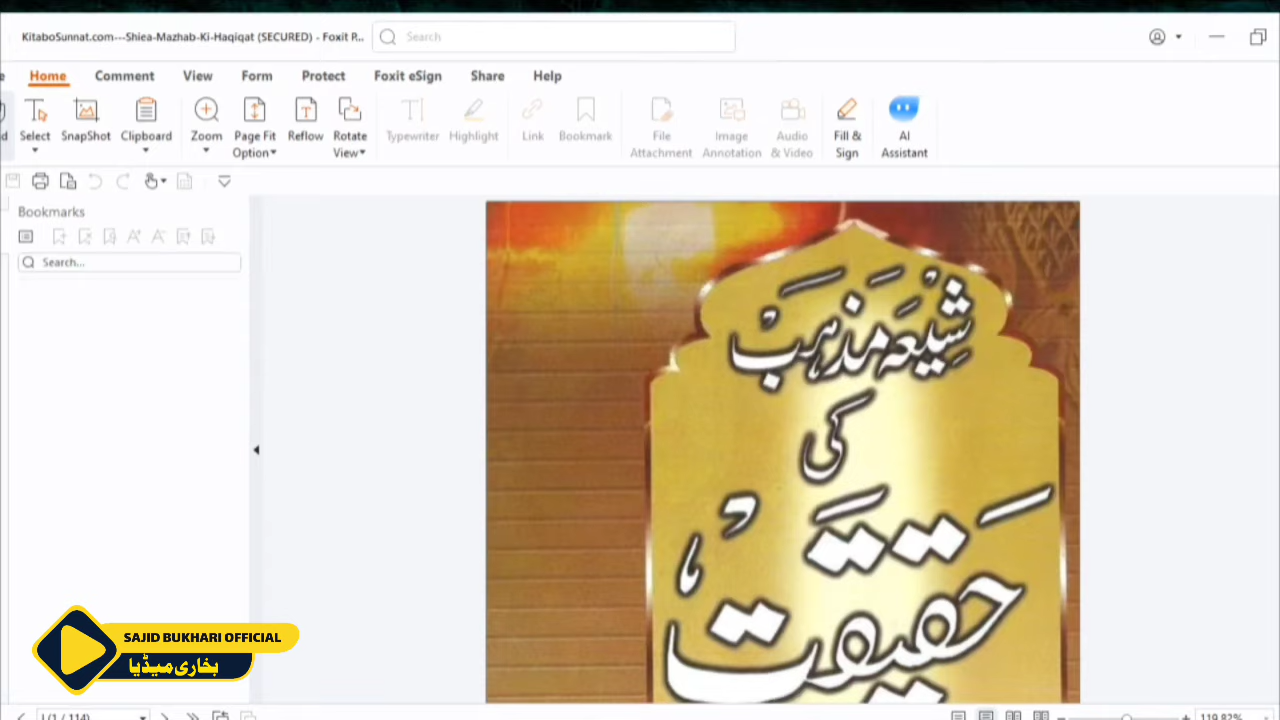 KitaboSunnat.com---Shiea-Mazhab-Ki-Haqiqat (SECURED) - Foxit R...
Search
Home Comment View Form Protect Foxit eSign Share Help
Select SnapShot Clipboard Zoom Page Fit Option Reflow Rotate View Typewriter Highlight Link Bookmark File Attachment Image Annotation Audio & Video Fill & Sign AI Assistant
Bookmarks
Search...
شیعہ مذہب
کی
حقیقت
SAJID BUKHARI OFFICIAL
بخاری میڈیا
1(1 / 114)
119.82%